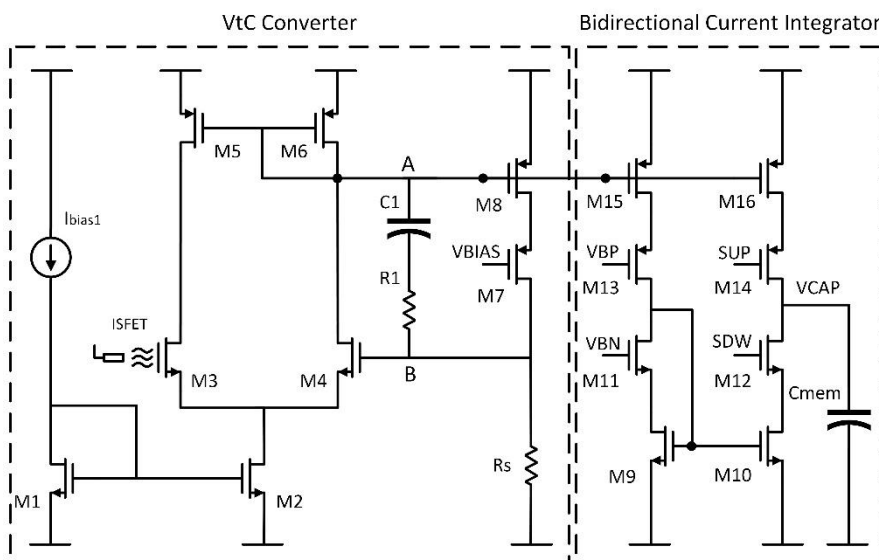 VtC Converter
Bidirectional Current Integrator
M5
M6
A
M8
M15
M16
C1
Ibias1
VBIAS
VBP
SUP
R1
M7
M13
M14
VCAP
ISFET
VBN
SDW
M3
M4
B
M11
M12
Cmem
Rs
M1
M2
M9
M10